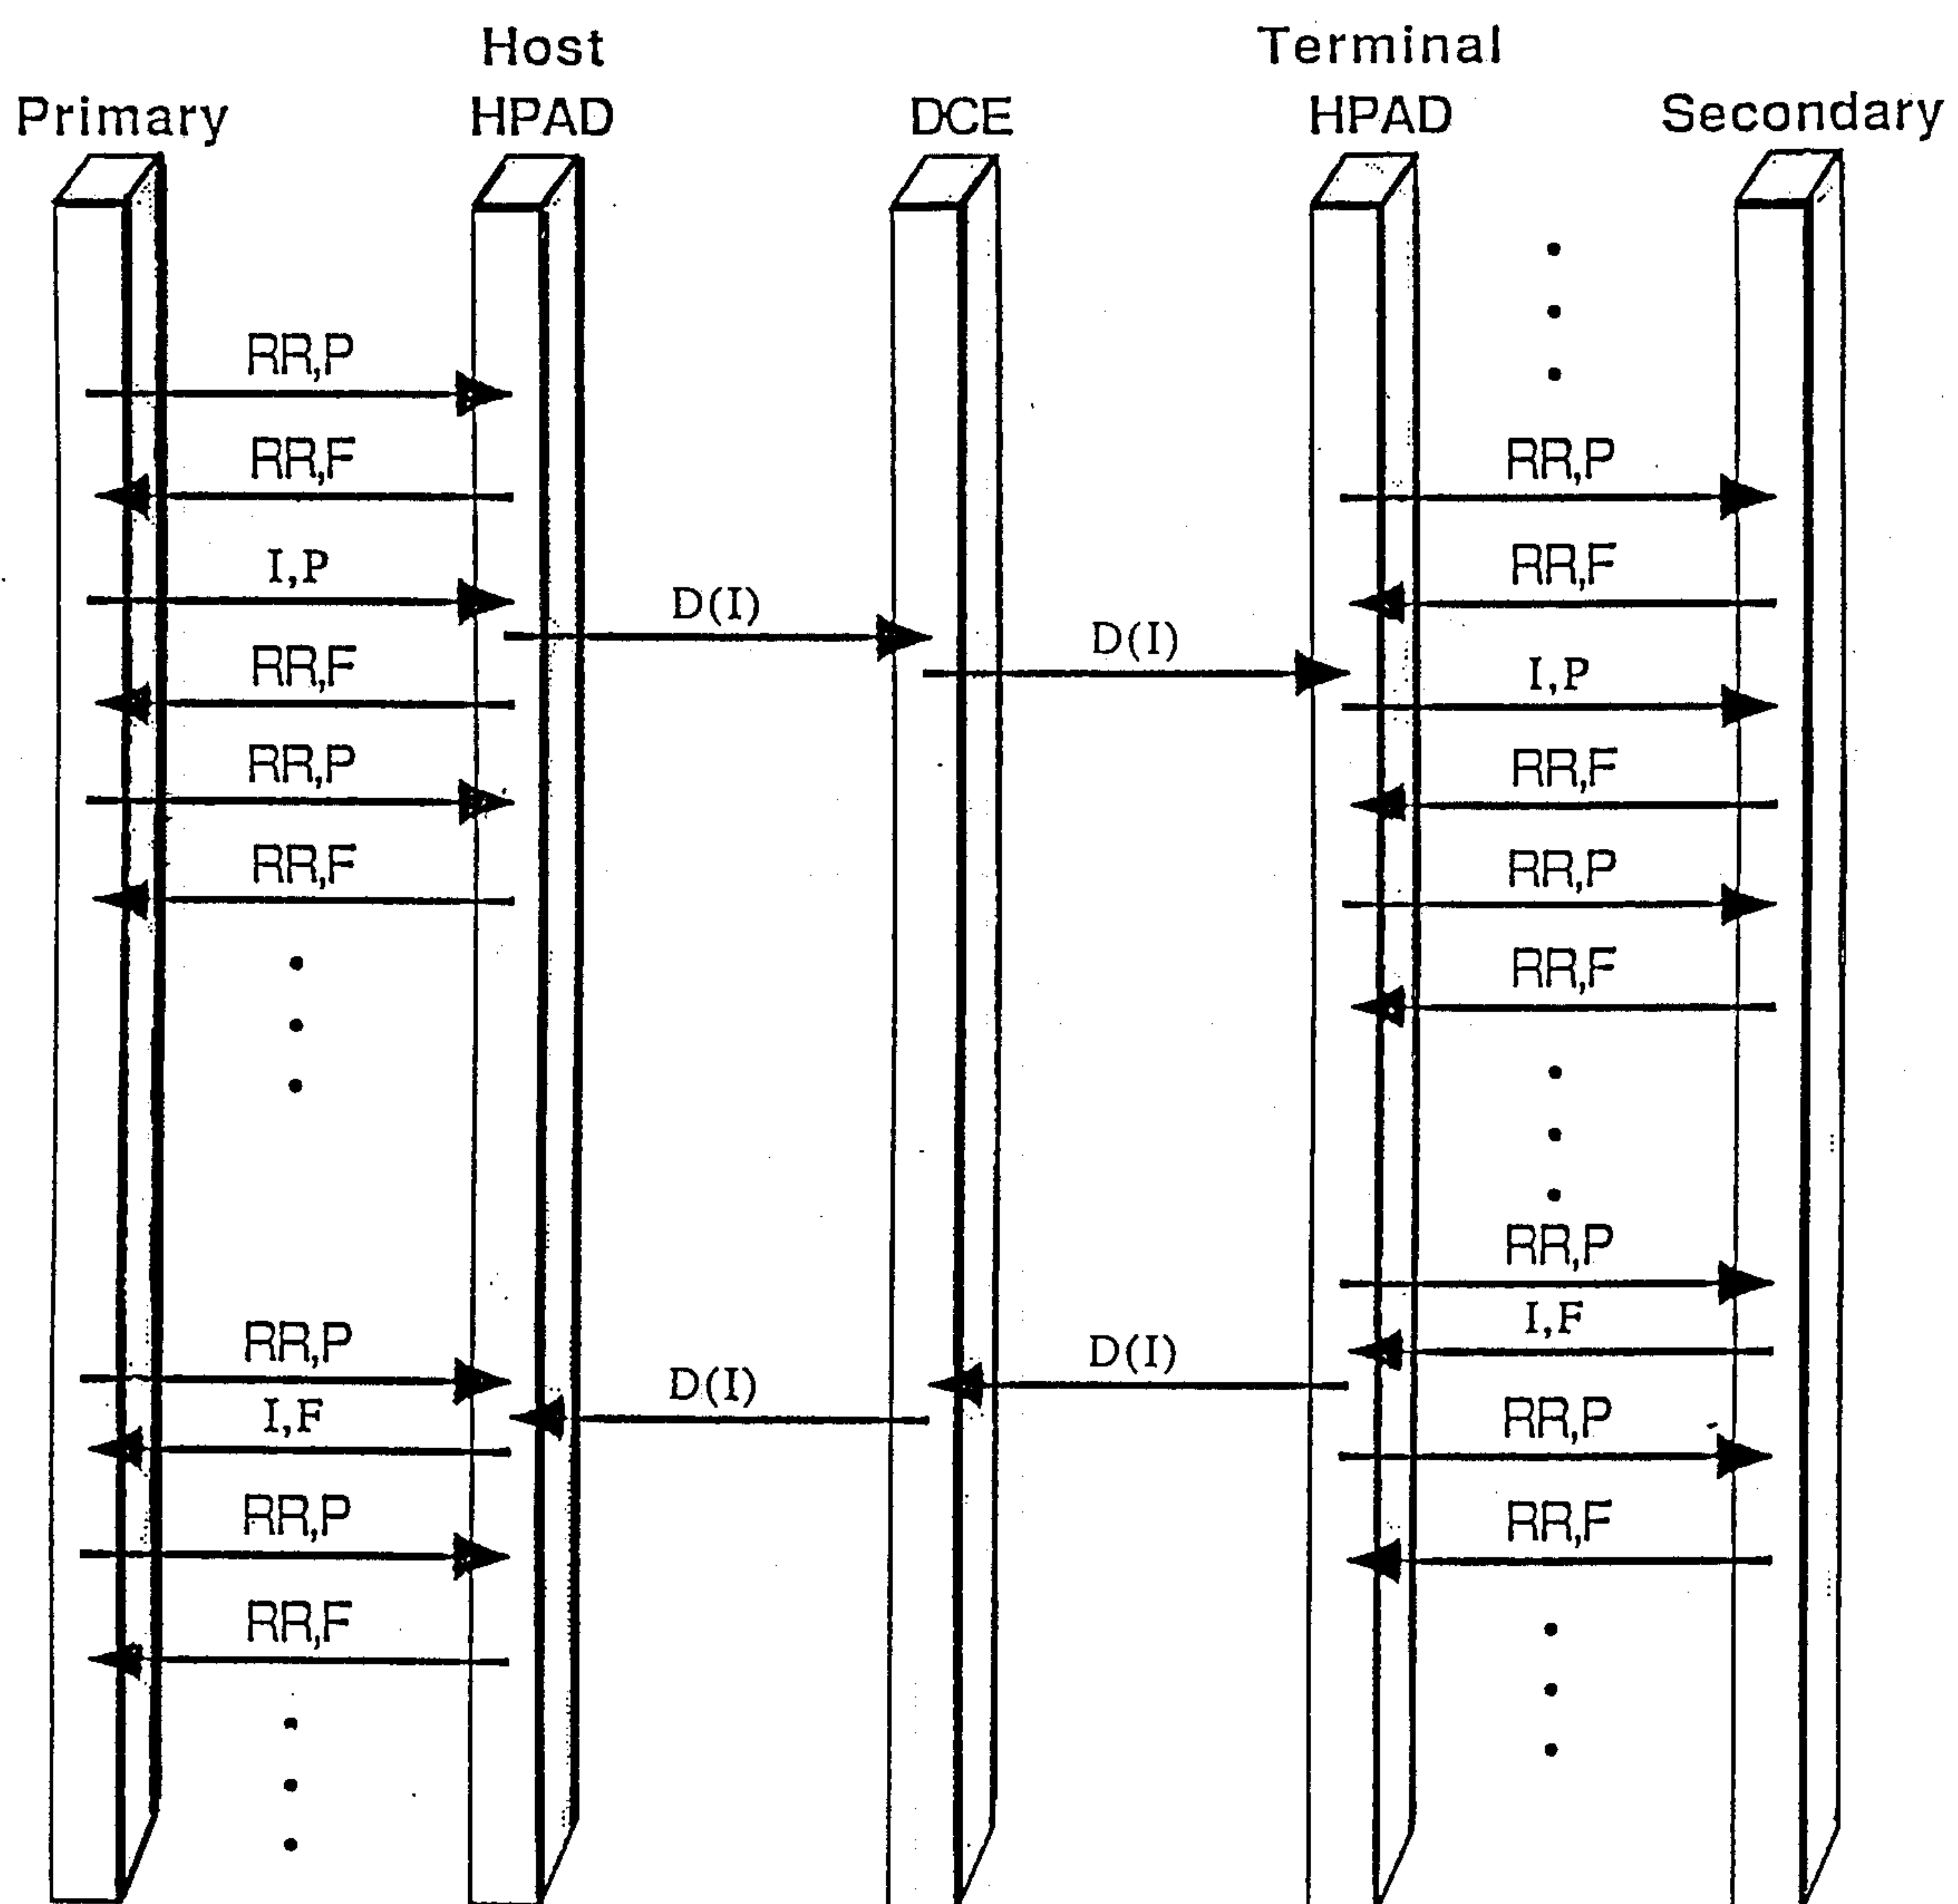 Host
Terminal
Primary
HPAD
DCE
HPAD
Secondary
RR,P
RR,F
RR,P
I,P
RR,F
D(I)
D(I)
RR,F
I,P
RR,P
RR,F
RR,F
RR,P
RR,F
RR,P
I,F
RR,P
D(I)
D(I)
I,F
RR,P
RR,P
RR,F
RR,F